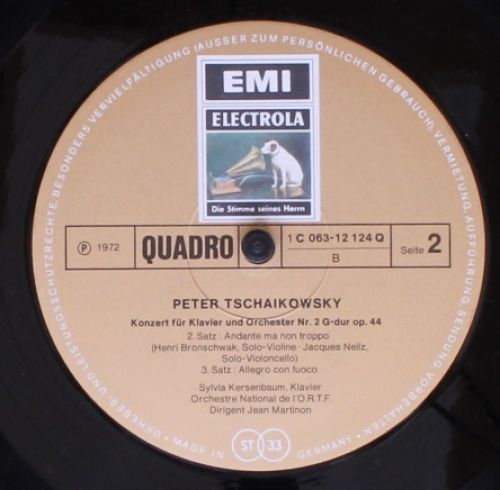 URHEBER- UND LEISTUNGSSCHUTZRECHTE, BESONDERS VERVIELFÄLTIGUNG (AUSSER ZUM PERSÖNLICHEN GEBRAUCH), VERMIETUNG, AUFFÜHRUNG, SENDUNG, VORBEHALTEN •
EMI
ELECTROLA
Die Stimme seines Herrn
℗ 1972
QUADRO
1 C 063-12 124 Q
B
Seite 2
PETER TSCHAIKOWSKY
Konzert für Klavier und Orchester Nr. 2 G-dur op. 44
2. Satz: Andante ma non troppo
(Henri Bronschwak, Solo-Violine · Jacques Neilz,
Solo-Violoncello)
3. Satz: Allegro con fuoco
Sylvia Kersenbaum, Klavier
Orchestre National de l'O.R.T.F.
Dirigent Jean Martinon
MADE IN
ST 33
GERMANY •